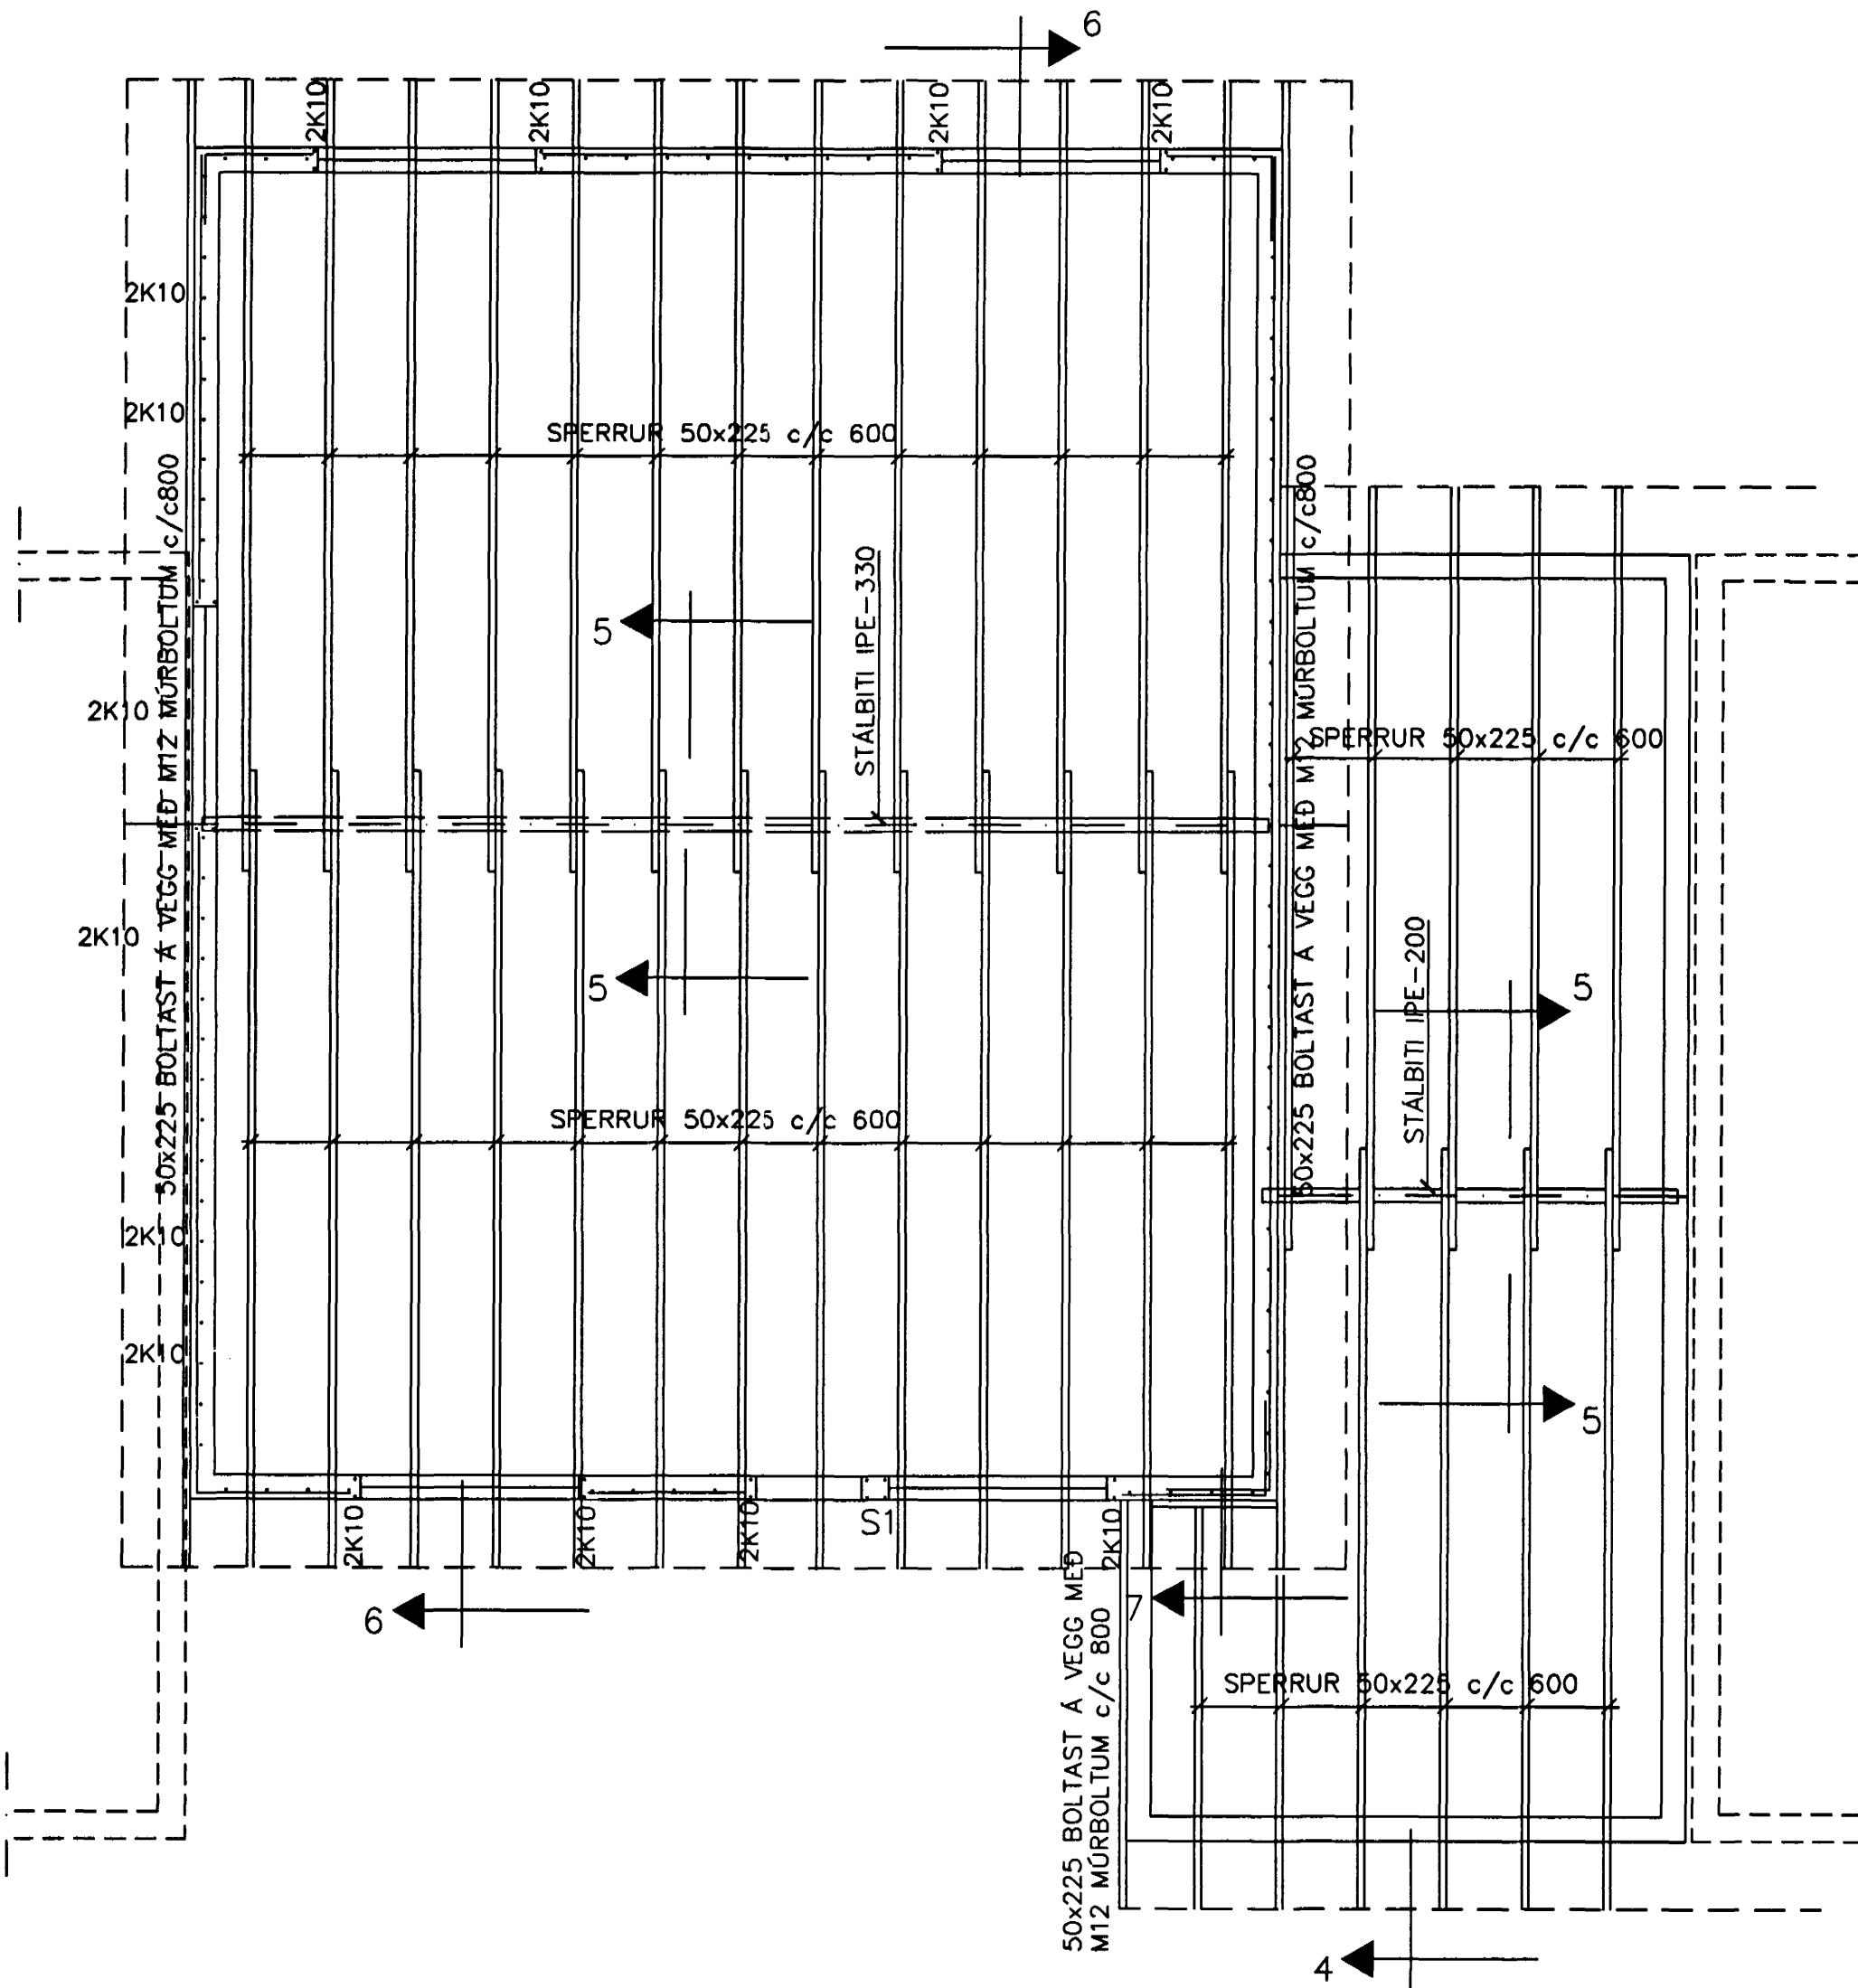 6
2K10
2K10
2K10
2K10
2K10
2K10
SPERRUR 50x225 c/c 600
50x225 BOLTAST Á VEGG MEÐ M12 MÚRBOLTUM c/c800
50x225 BOLTAST Á VEGG MEÐ M12 MÚRBOLTUM c/c800
STÁLBITI IPE-330
5
2K10
SPERRUR 50x225 c/c 600
2K10
5
STÁLBITI IPE-200
5
SPERRUR 50x225 c/c 600
2K10
2K10
5
2K10
2K10
2K10
S1
2K10
6
7
50x225 BOLTAST Á VEGG MEÐ
M12 MÚRBOLTUM c/c 800
SPERRUR 50x225 c/c 600
4